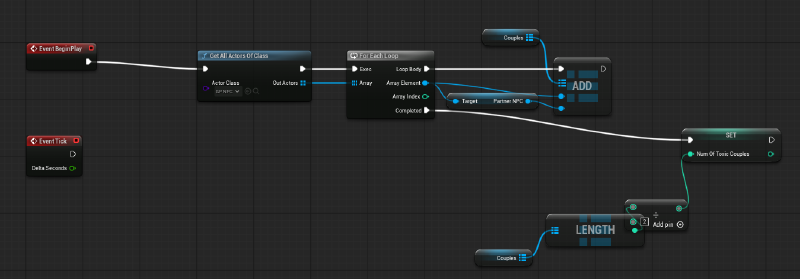 Event BeginPlay
Get All Actors Of Class
Actor Class
Out Actors
For Each Loop
Exec
Loop Body
Array
Array Element
Array Index
Completed
Couples
ADD
Target
Partner NPC
Event Tick
Delta Seconds
SET
Num Of Toxic Couples
÷
2
Add pin
LENGTH
Couples